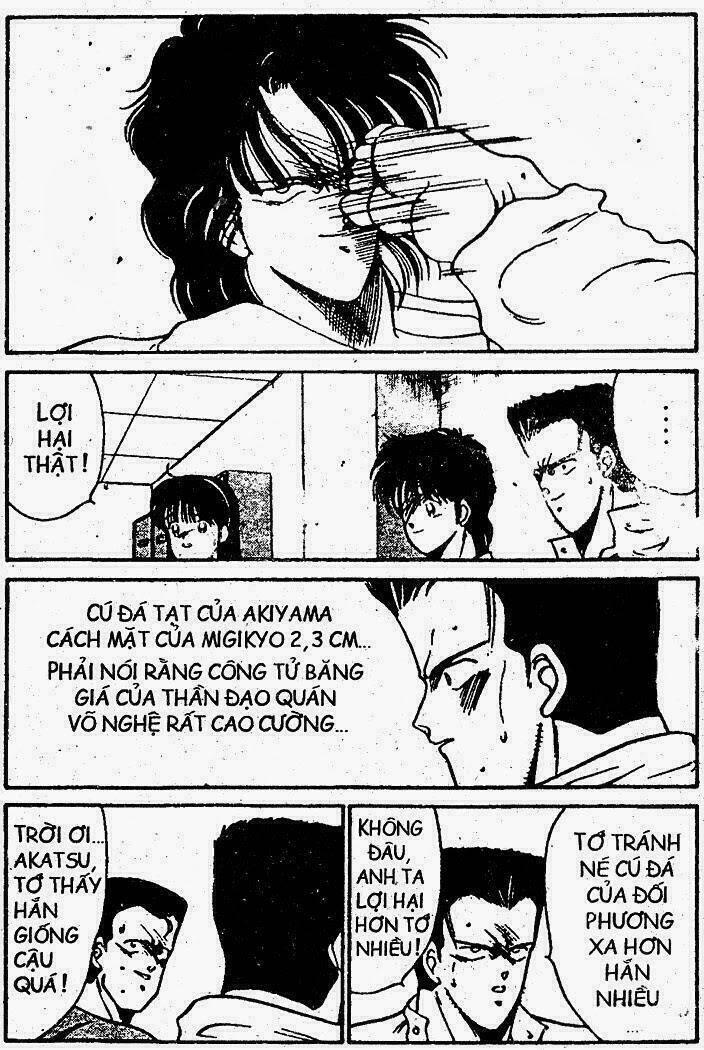 LỢI
HẠI
THẬT!
.....
CÚ ĐÁ TẠT CỦA AKIYAMA
CÁCH MẶT CỦA MIGIKYO 2,3 CM...
PHẢI NÓI RẰNG CÔNG TỬ BĂNG
GIÁ CỦA THẦN ĐẠO QUÁN
VÕ NGHỆ RẤT CAO CƯỜNG...
TRỜI ƠI...
AKATSU,
TỚ THẤY
HẮN
GIỐNG
CẬU
QUÁ!
KHÔNG
ĐÂU,
ANH TA
LỢI HẠI
HƠN TỚ
NHIỀU!
TỚ TRÁNH
NÉ CÚ ĐÁ
CỦA ĐỐI
PHƯƠNG
XA HƠN
HẮN
NHIỀU
...